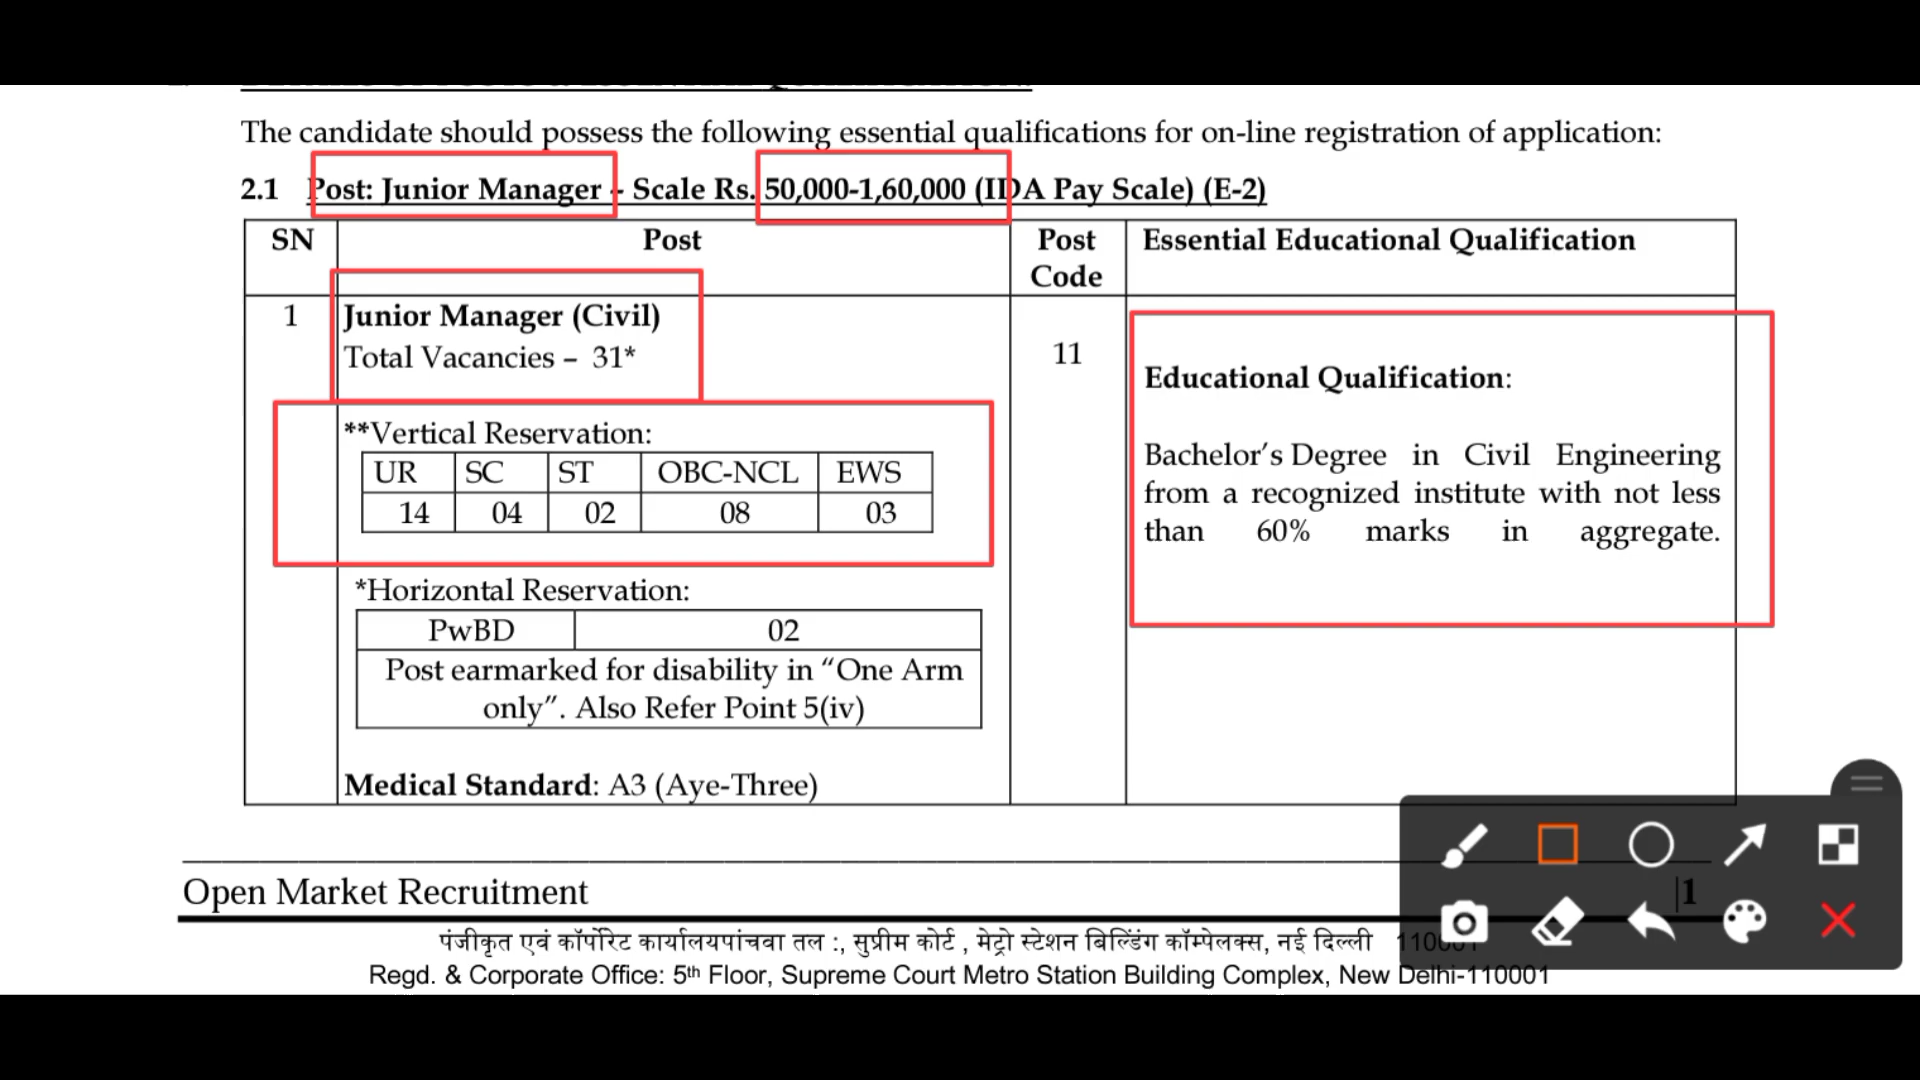 The candidate should possess the following essential qualifications for on-line registration of application:
2.1 Post: Junior Manager - Scale Rs. 50,000-1,60,000 (IDA Pay Scale) (E-2)
SN Post Post Code Essential Educational Qualification
1 Junior Manager (Civil)
Total Vacancies – 31*
11
**Vertical Reservation:
UR SC ST OBC-NCL EWS
14 04 02 08 03
*Horizontal Reservation:
PwBD 02
Post earmarked for disability in “One Arm
only”. Also Refer Point 5(iv)
Medical Standard: A3 (Aye-Three)
Educational Qualification:
Bachelor’s Degree in Civil Engineering
from a recognized institute with not less
than 60% marks in aggregate.
Open Market Recruitment |1
पंजीकृत एवं कॉर्पोरेट कार्यालयपांचवा तल :, सुप्रीम कोर्ट , मेट्रो स्टेशन बिल्डिंग कॉम्पेलक्स, नई दिल्ली 110001
Regd. & Corporate Office: 5th Floor, Supreme Court Metro Station Building Complex, New Delhi-110001